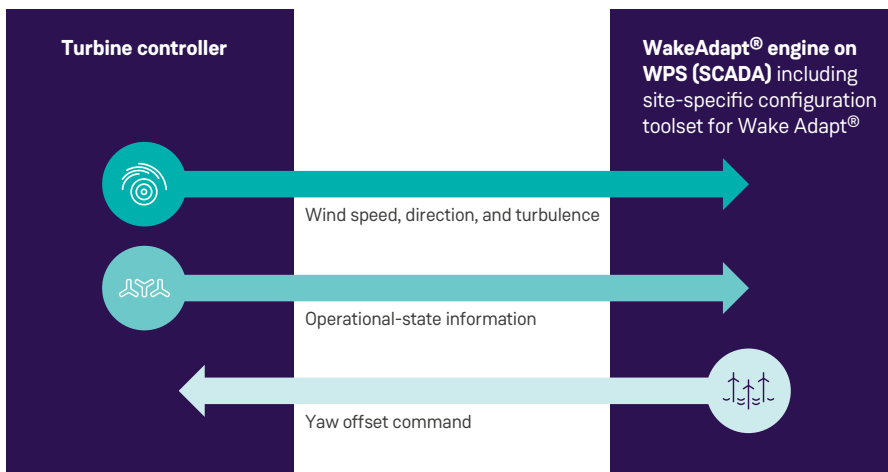 Turbine controller
WakeAdapt® engine on
WPS (SCADA) including
site-specific configuration
toolset for Wake Adapt®
Wind speed, direction, and turbulence
Operational-state information
Yaw offset command